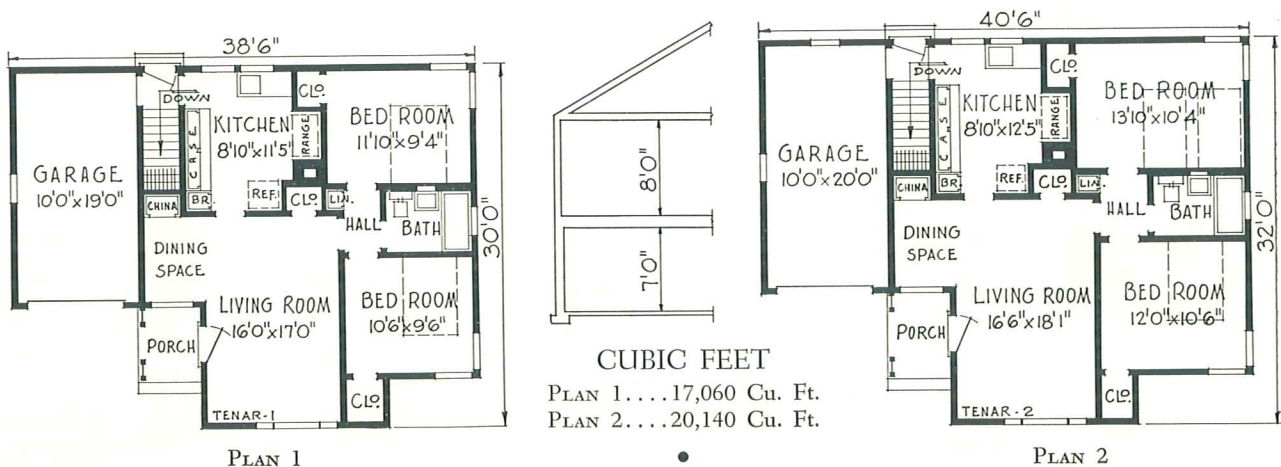 38'6"
DOWN
CLO.
KITCHEN
8'10"x11'5"
CASE
RANGE
BED ROOM
11'10"x9'4"
GARAGE
10'0"x19'0"
CHINA
BR.
REF.
CLO.
LIN.
HALL
BATH
30'0"
DINING
SPACE
LIVING ROOM
16'0"x17'0"
BED ROOM
10'6"x9'6"
PORCH
CLO.
TENAR-1
PLAN 1
8'0"
7'0"
CUBIC FEET
PLAN 1....17,060 Cu. Ft.
PLAN 2....20,140 Cu. Ft.
40'6"
DOWN
CLO.
KITCHEN
8'10"x12'5"
CASE
RANGE
BED ROOM
13'10"x10'4"
GARAGE
10'0"x20'0"
CHINA
BR.
REF.
CLO.
LIN.
HALL
BATH
32'0"
DINING
SPACE
LIVING ROOM
16'6"x18'1"
BED ROOM
12'0"x10'6"
PORCH
CLO.
TENAR-2
PLAN 2